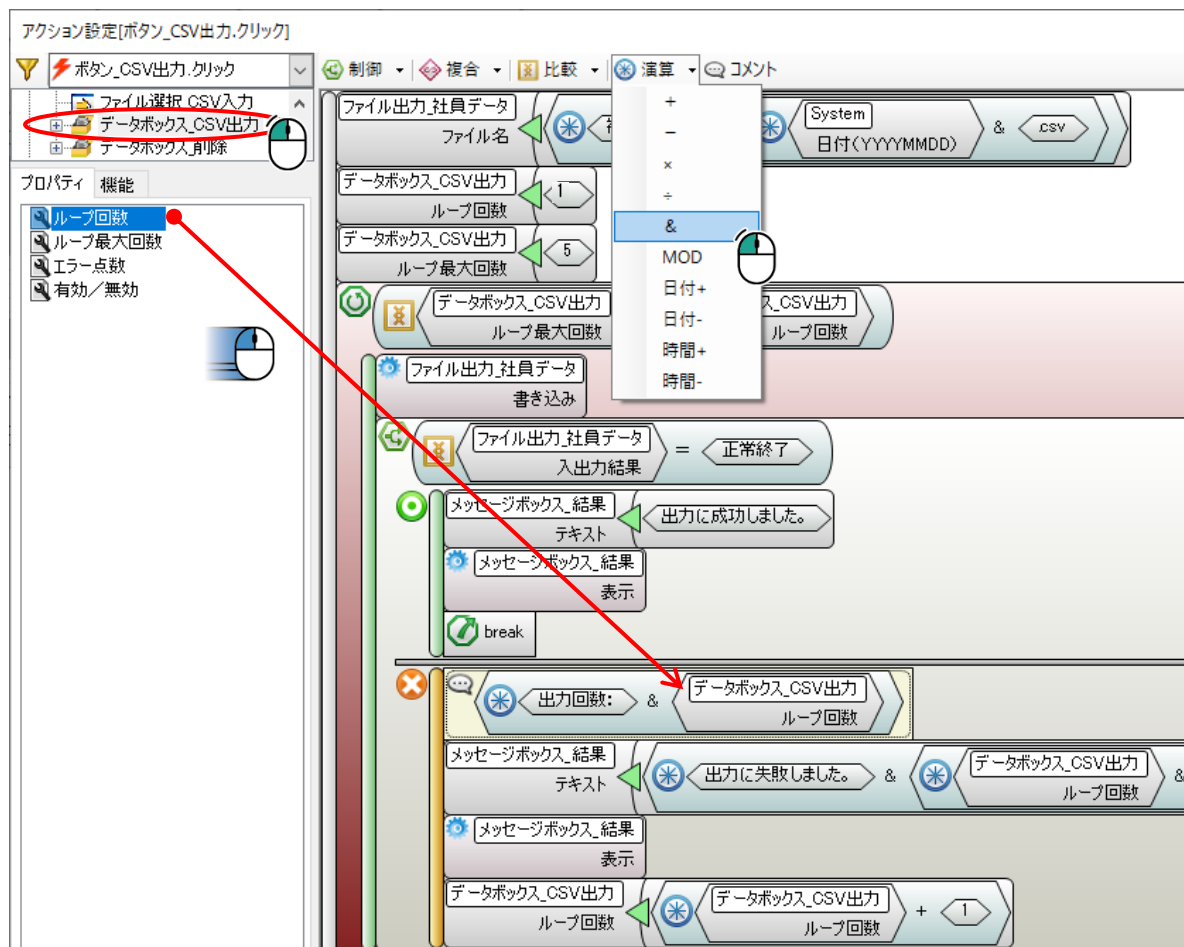 アクション設定[ボタン_CSV出力.クリック]
ボタン_CSV出力.クリック
制御 複合 比較 演算 コメント
ファイル選択_CSV入力
データボックス_CSV出力
データボックス_削除
プロパティ 機能
ループ回数
ループ最大回数
エラー点数
有効/無効
+
-
×
÷
&
MOD
日付+
日付-
時間+
時間-
ファイル出力_社員データ
ファイル名
System
日付(YYYYMMDD)
&
.csv
データボックス_CSV出力
ループ回数
1
データボックス_CSV出力
ループ最大回数
5
データボックス_CSV出力
ループ最大回数
ループ回数
ファイル出力_社員データ
書き込み
ファイル出力_社員データ
入出力結果
=
正常終了
メッセージボックス_結果
テキスト
出力に成功しました。
メッセージボックス_結果
表示
break
出力回数:
&
データボックス_CSV出力
ループ回数
メッセージボックス_結果
テキスト
出力に失敗しました。
&
データボックス_CSV出力
ループ回数
&
メッセージボックス_結果
表示
データボックス_CSV出力
ループ回数
データボックス_CSV出力
ループ回数
+
1